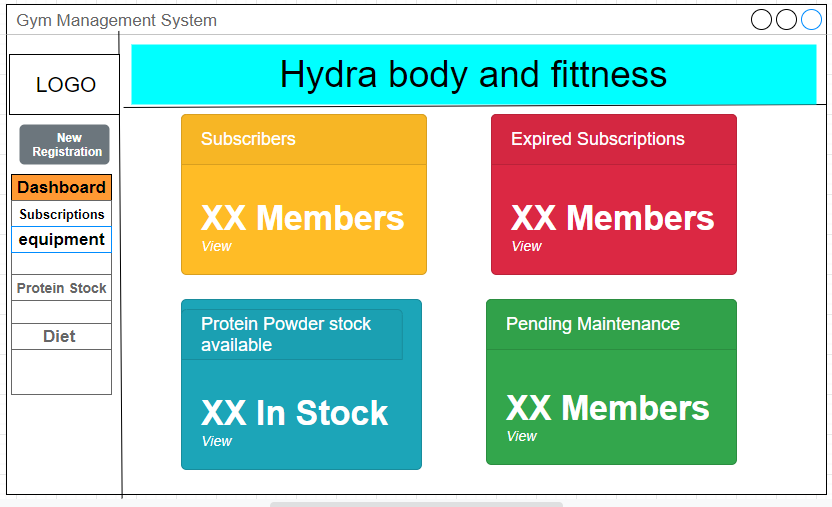 Gym Management System
LOGO
Hydra body and fittness
New
Registration
Dashboard
Subscriptions
equipment
Protein Stock
Diet
Subscribers
XX Members
View
Expired Subscriptions
XX Members
View
Protein Powder stock
available
XX In Stock
View
Pending Maintenance
XX Members
View